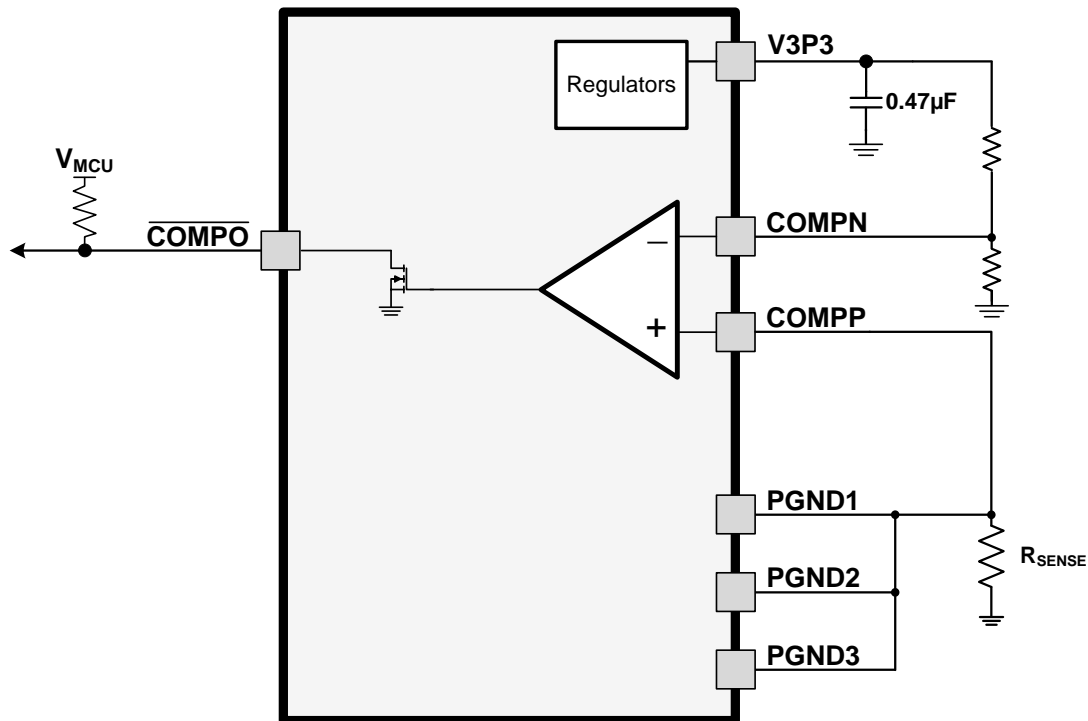 V3P3
Regulators
0.47µF
VMCU
COMPO
COMPN
−
COMPP
+
PGND1
RSENSE
PGND2
PGND3